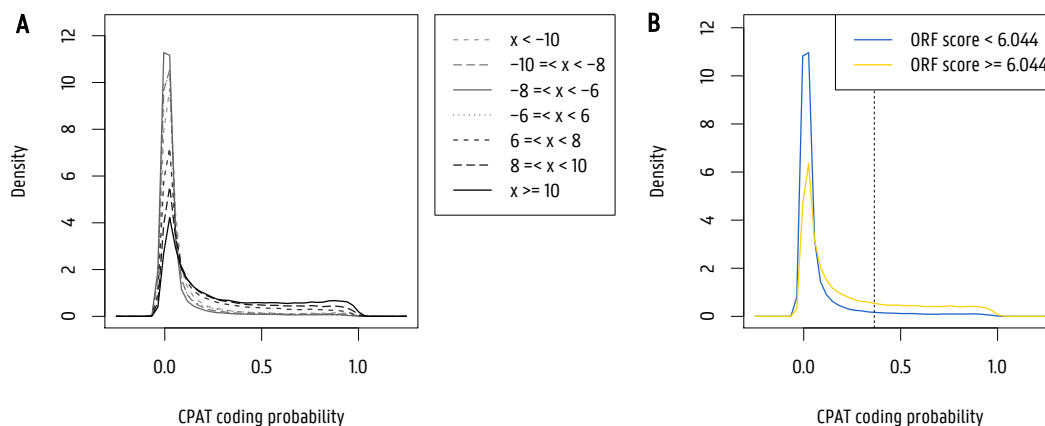 A
12
10
8
6
4
2
0
Density
0.0
0.5
1.0
CPAT coding probability
x < −10
−10 =< x < −8
−8 =< x < −6
−6 =< x < 6
6 =< x < 8
8 =< x < 10
x >= 10
B
12
10
8
6
4
2
0
Density
0.0
0.5
1.0
CPAT coding probability
ORF score < 6.044
ORF score >= 6.044